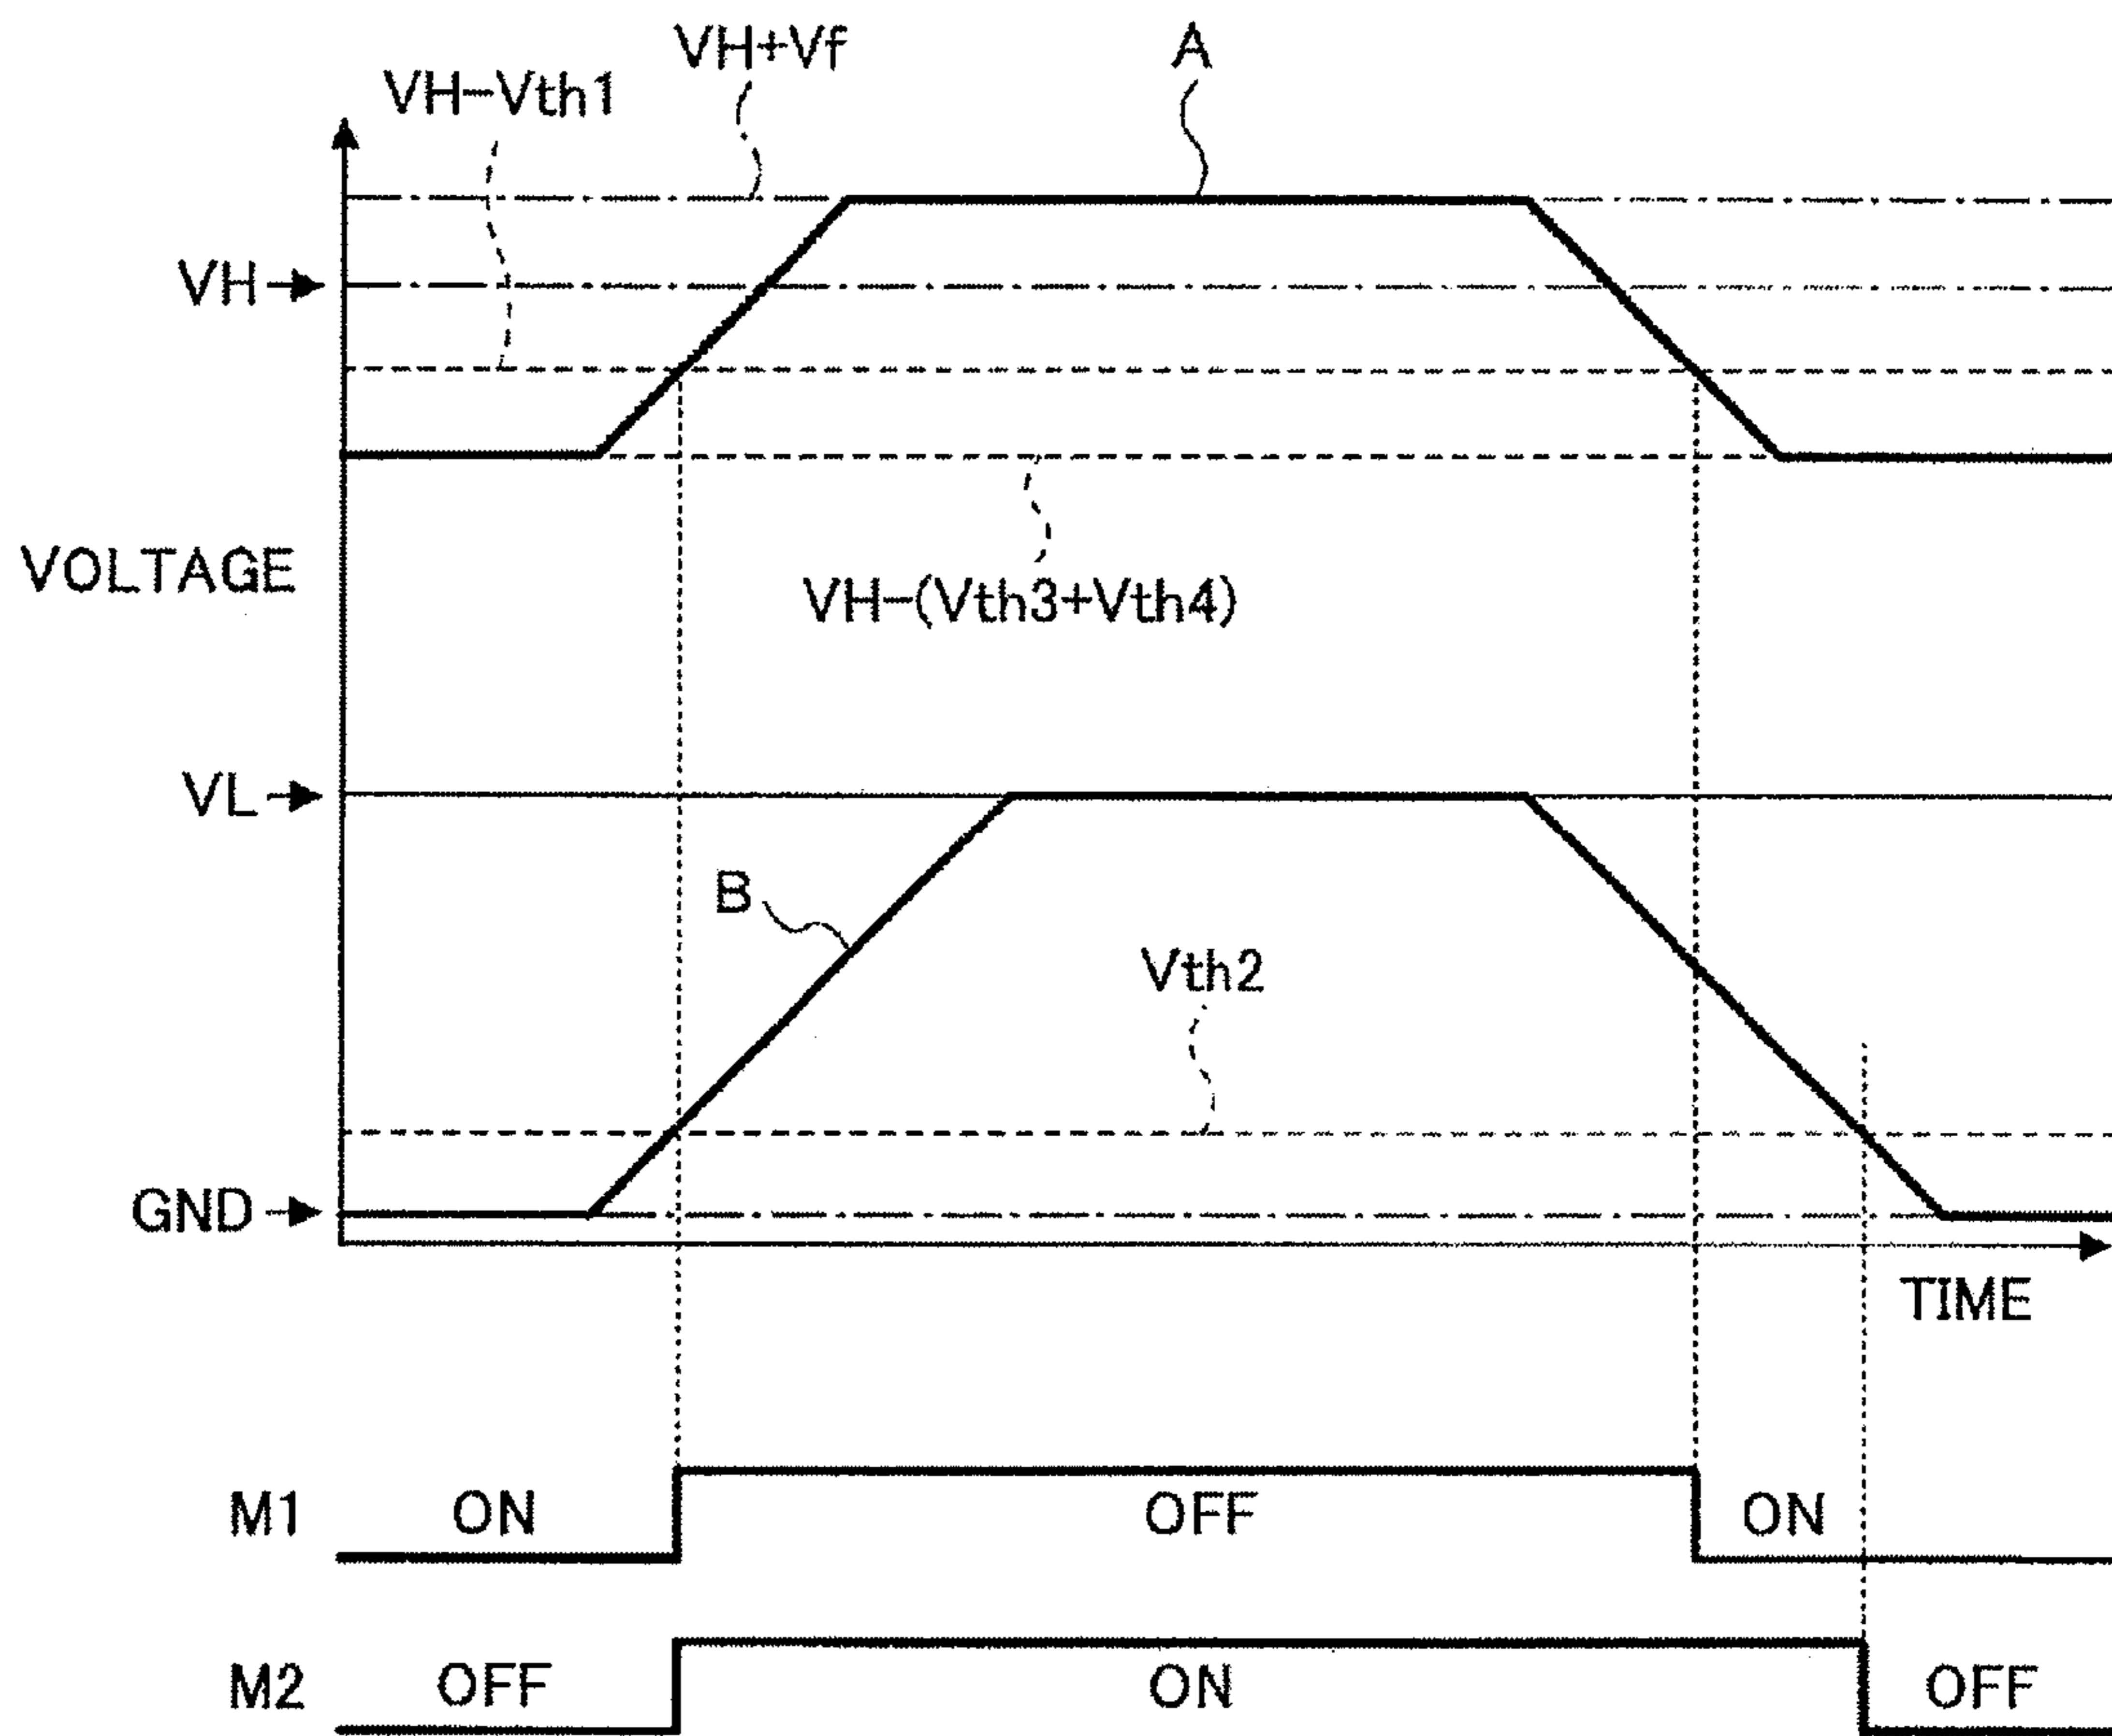 VH+Vf
A
VH-Vth1
VH
VOLTAGE
VH-(Vth3+Vth4)
VL
B
Vth2
GND
TIME
M1 ON OFF ON
M2 OFF ON OFF